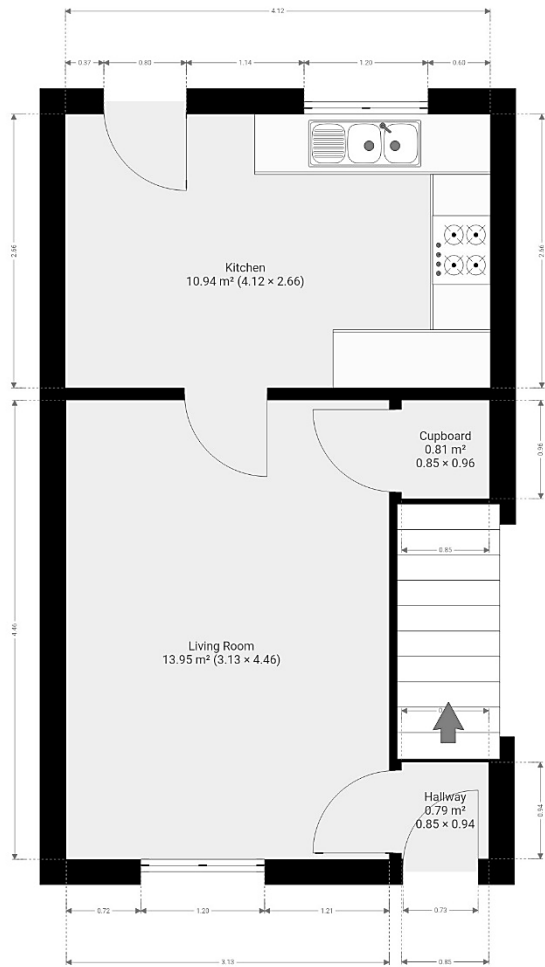 4.12
0.37
0.80
1.14
1.20
0.60
2.66
2.66
Kitchen
10.94 m² (4.12 × 2.66)
Cupboard
0.81 m²
0.85 × 0.96
0.96
0.85
4.46
Living Room
13.95 m² (3.13 × 4.46)
Hallway
0.79 m²
0.85 × 0.94
0.94
0.72
1.20
1.21
0.73
3.13
0.85